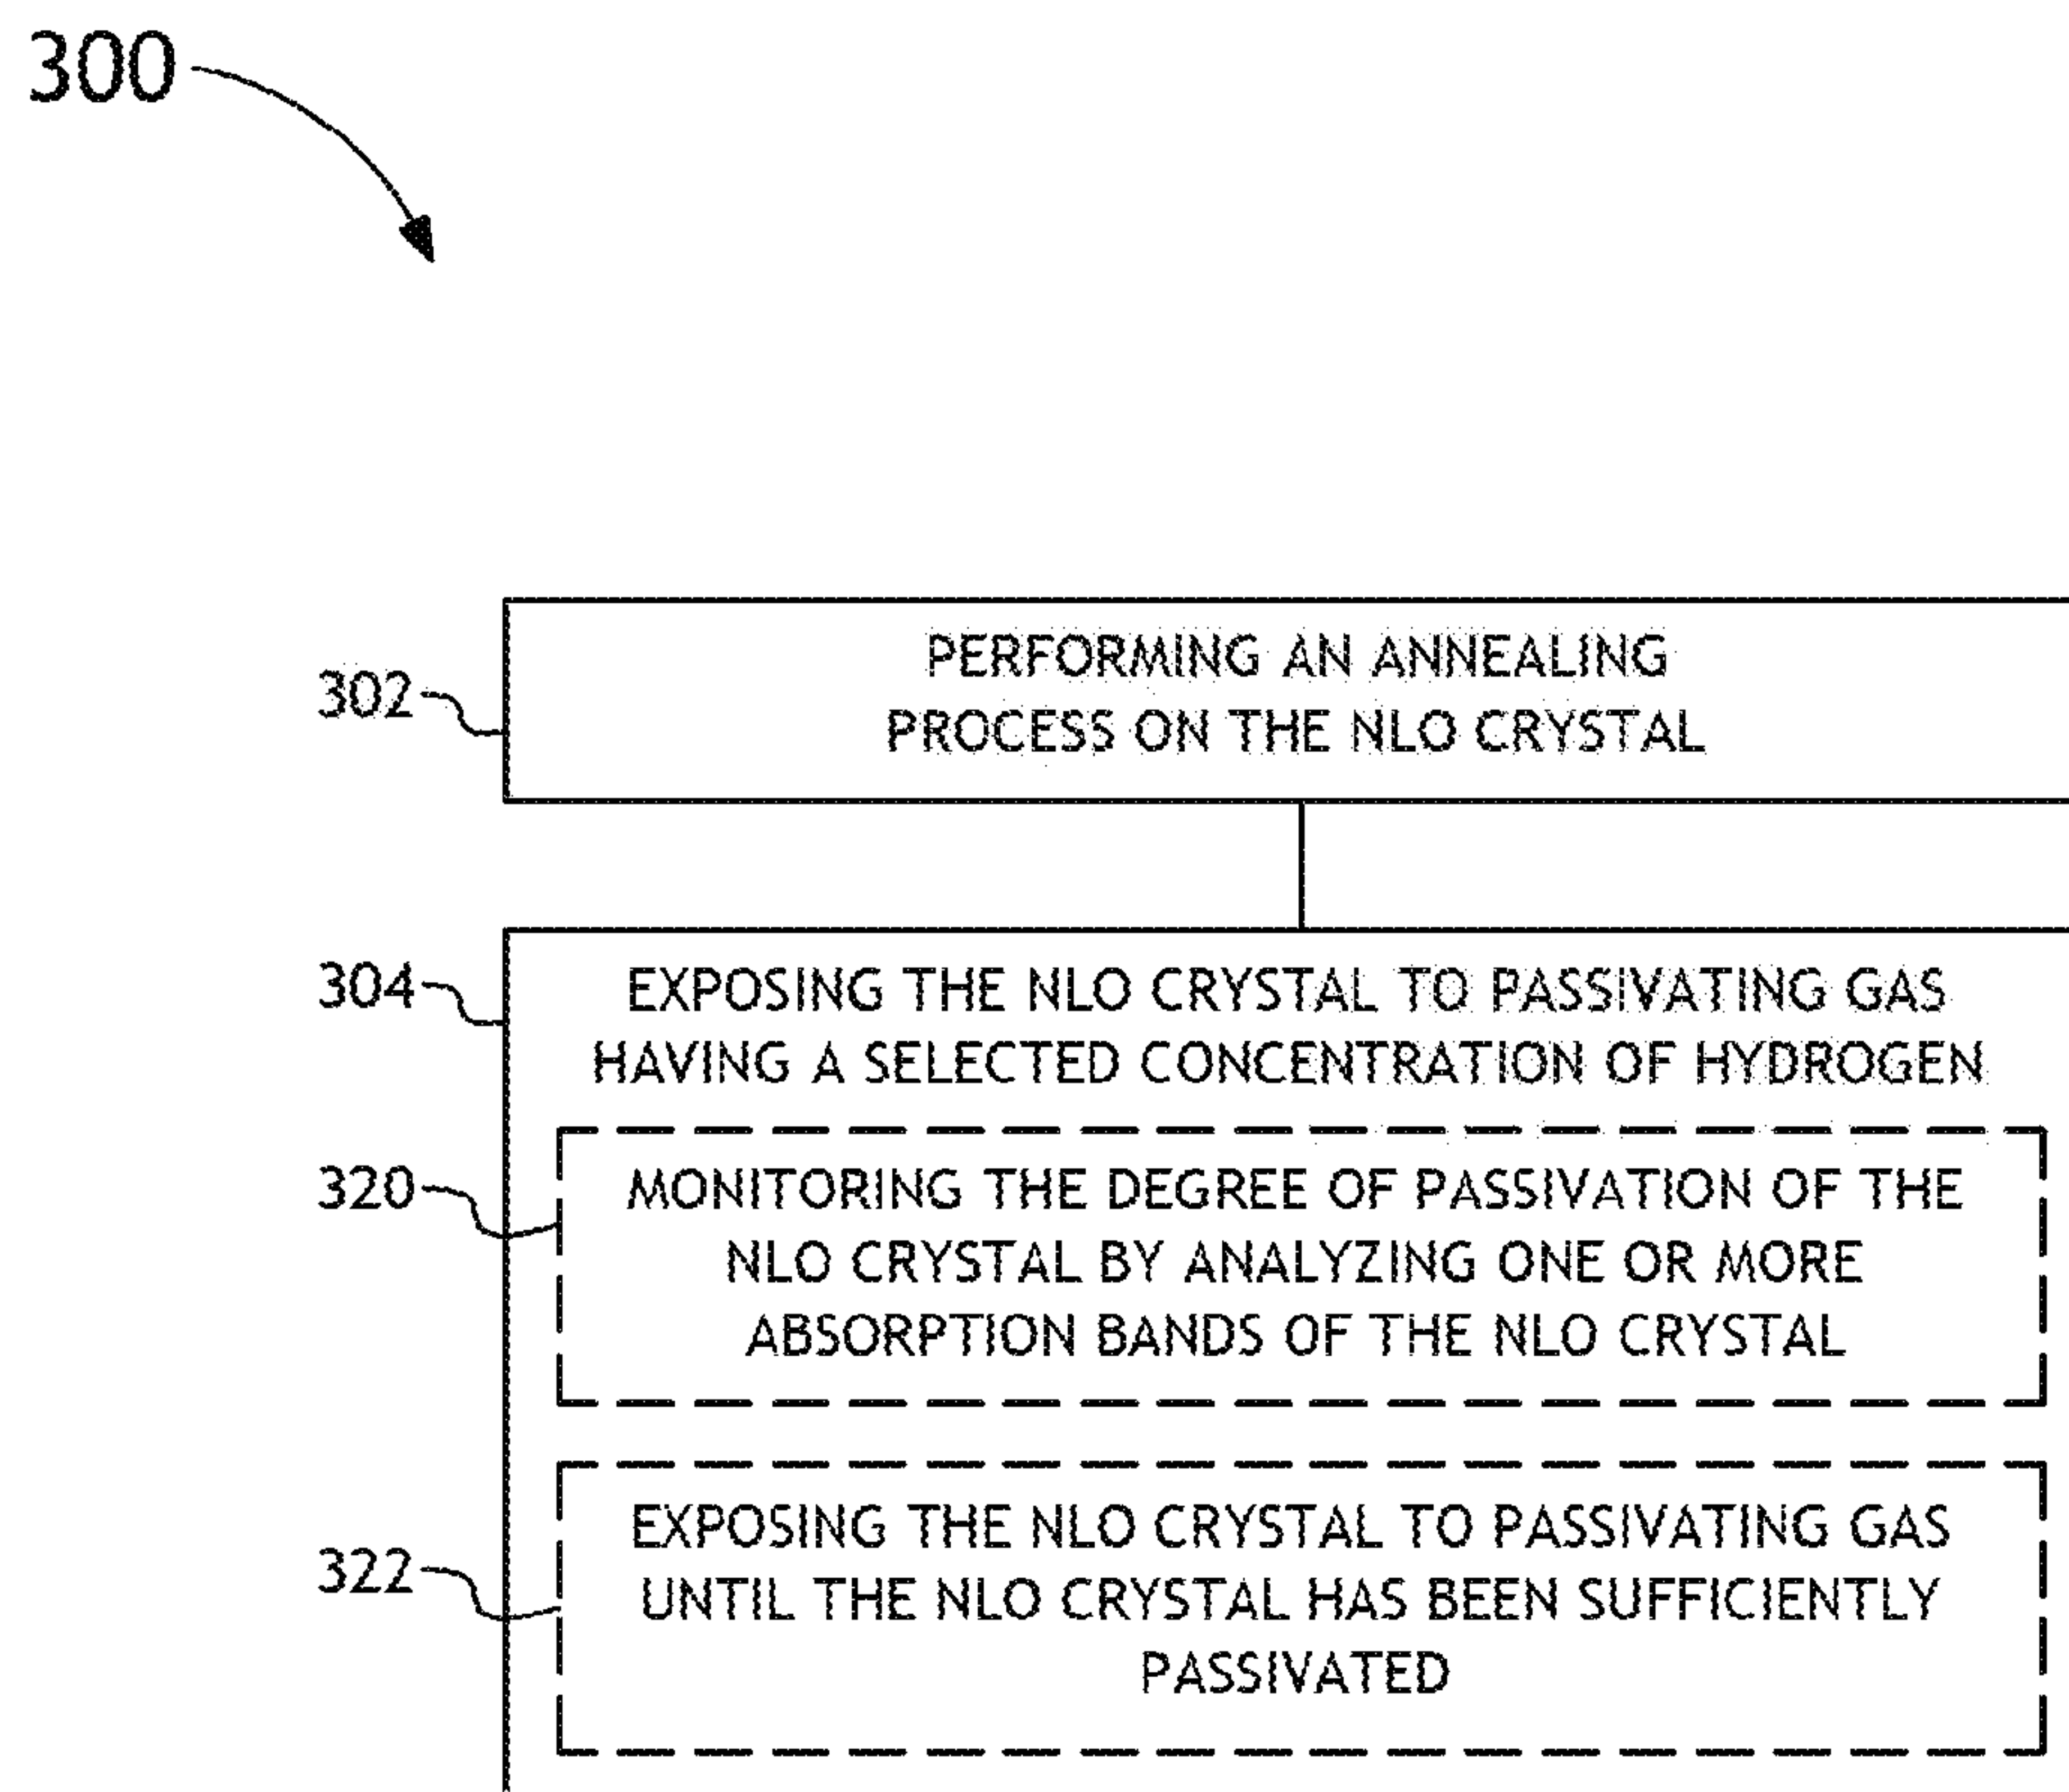 300
302
PERFORMING AN ANNEALING
PROCESS ON THE NLO CRYSTAL
304
EXPOSING THE NLO CRYSTAL TO PASSIVATING GAS
HAVING A SELECTED CONCENTRATION OF HYDROGEN
320
MONITORING THE DEGREE OF PASSIVATION OF THE
NLO CRYSTAL BY ANALYZING ONE OR MORE
ABSORPTION BANDS OF THE NLO CRYSTAL
322
EXPOSING THE NLO CRYSTAL TO PASSIVATING GAS
UNTIL THE NLO CRYSTAL HAS BEEN SUFFICIENTLY
PASSIVATED